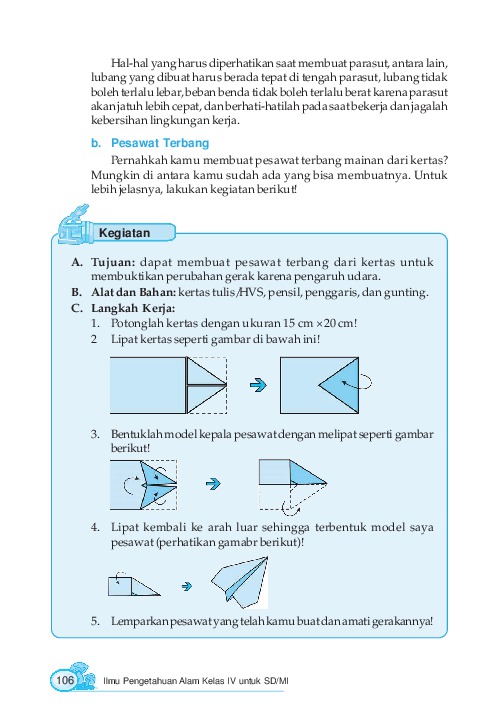 Hal-hal yang harus diperhatikan saat membuat parasut, antara lain,
lubang yang dibuat harus berada tepat di tengah parasut, lubang tidak
boleh terlalu lebar, beban benda tidak boleh terlalu berat karena parasut
akan jatuh lebih cepat, dan berhati-hatilah pada saat bekerja dan jagalah
kebersihan lingkungan kerja.
b. Pesawat Terbang
Pernahkah kamu membuat pesawat terbang mainan dari kertas?
Mungkin di antara kamu sudah ada yang bisa membuatnya. Untuk
lebih jelasnya, lakukan kegiatan berikut!
Kegiatan
A. Tujuan: dapat membuat pesawat terbang dari kertas untuk
membuktikan perubahan gerak karena pengaruh udara.
B. Alat dan Bahan: kertas tulis/HVS, pensil, penggaris, dan gunting.
C. Langkah Kerja:
1. Potonglah kertas dengan ukuran 15 cm × 20 cm!
2 Lipat kertas seperti gambar di bawah ini!
3. Bentuklah model kepala pesawat dengan melipat seperti gambar
berikut!
4. Lipat kembali ke arah luar sehingga terbentuk model saya
pesawat (perhatikan gamabr berikut)!
5. Lemparkan pesawat yang telah kamu buat dan amati gerakannya!
106 Ilmu Pengetahuan Alam Kelas IV untuk SD/MI